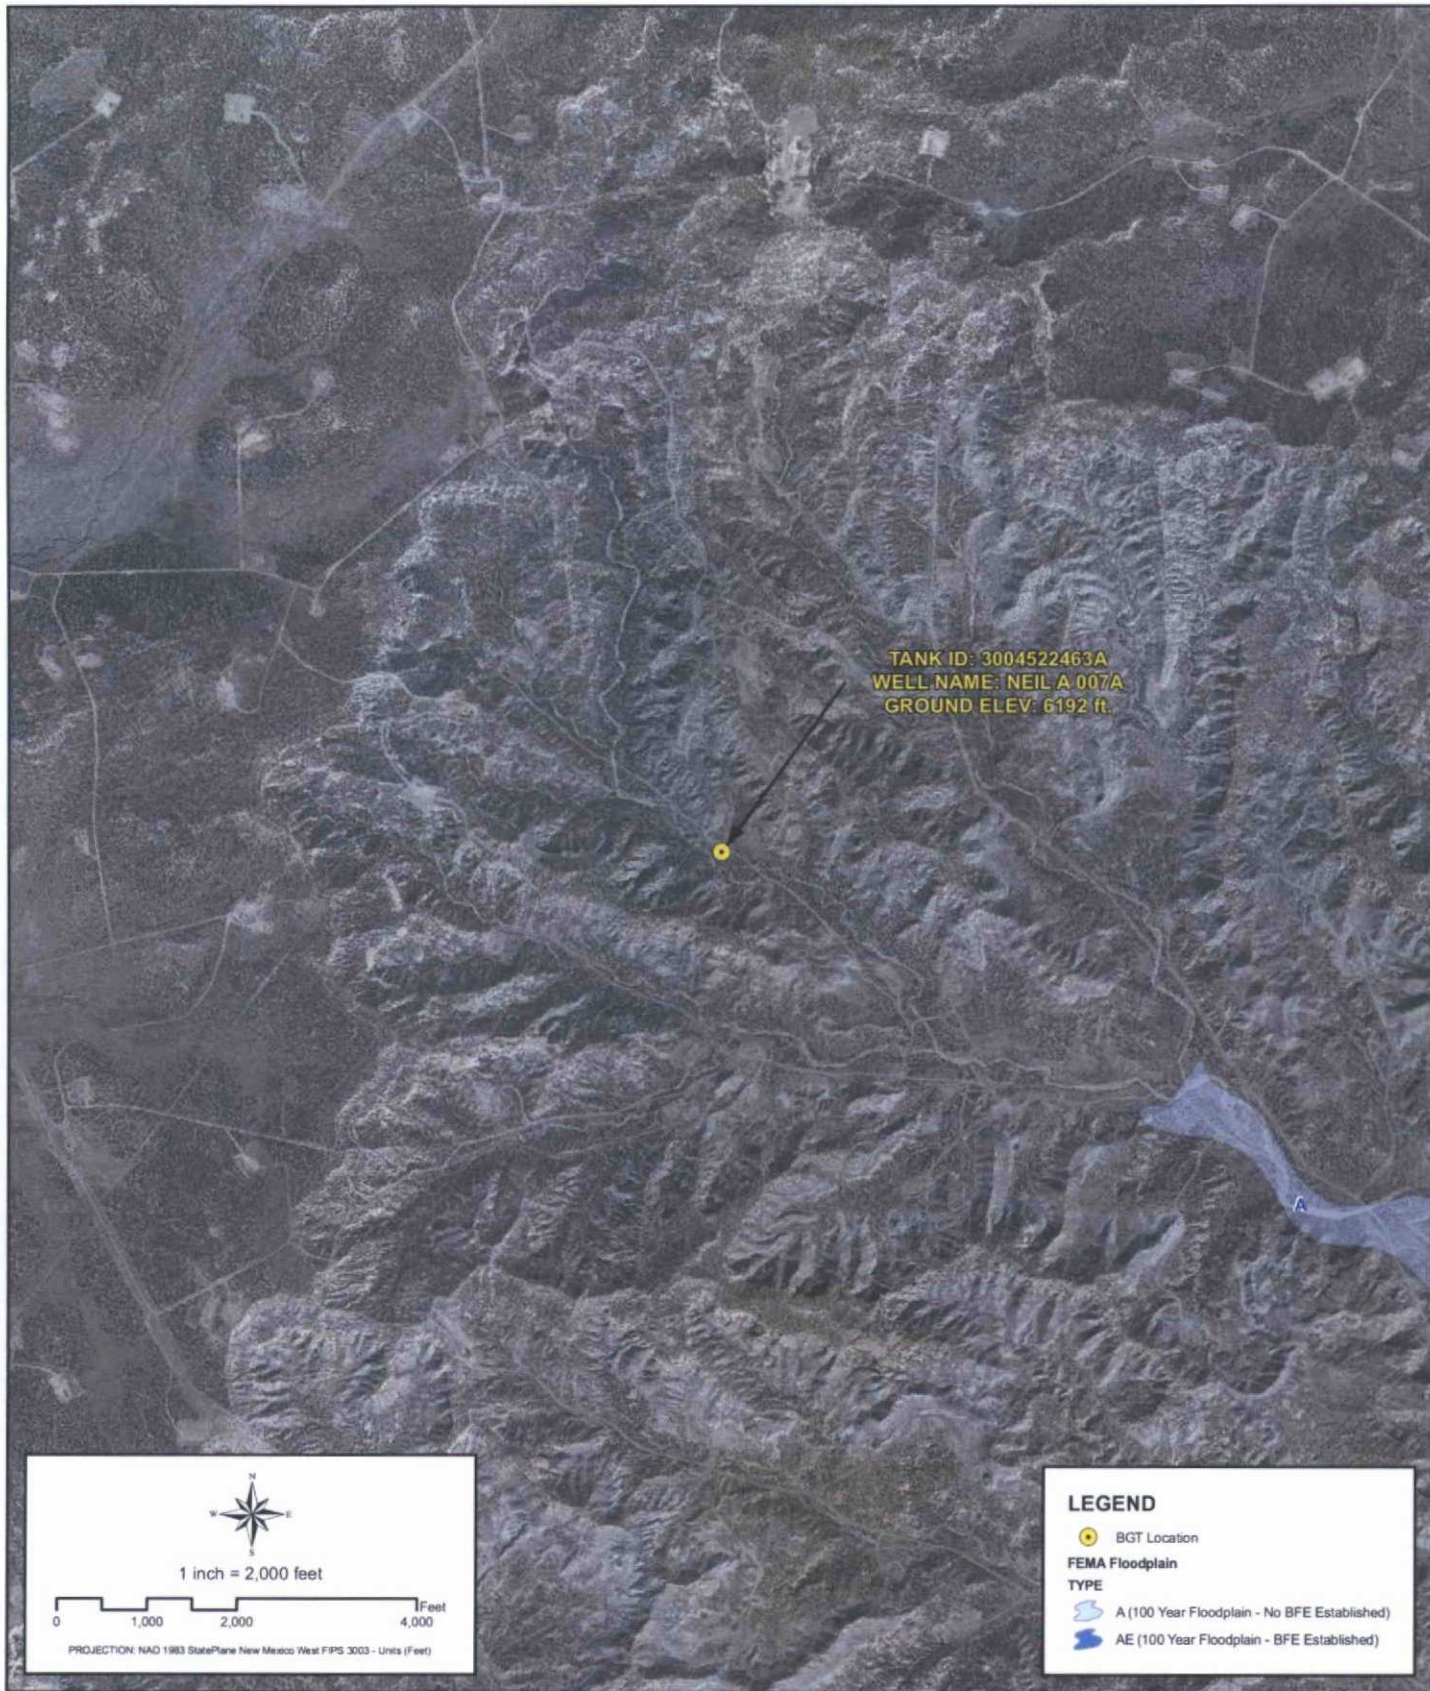 TANK ID: 3004522463A
WELL NAME: NEIL A 007A
GROUND ELEV: 6192 ft.
A
N
W E
S
1 inch = 2,000 feet
Feet
0 1,000 2,000 4,000
PROJECTION: NAD 1983 StatePlane New Mexico West FIPS 3003 - Units (Feet)
LEGEND
BGT Location
FEMA Floodplain
TYPE
A (100 Year Floodplain - No BFE Established)
AE (100 Year Floodplain - BFE Established)